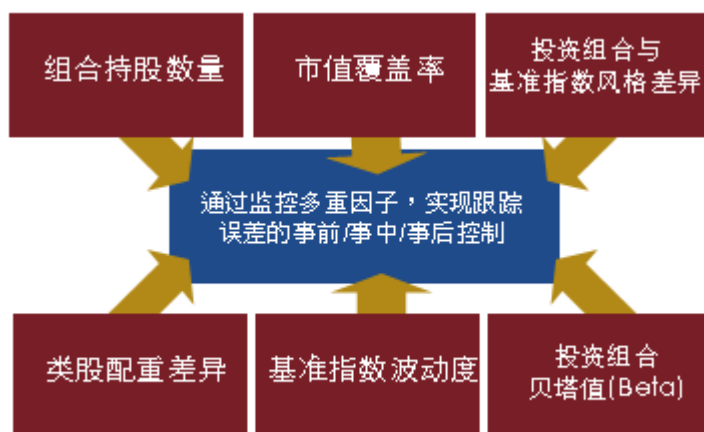 组合持股数量
市值覆盖率
投资组合与
基准指数风格差异
通过监控多重因子，实现跟踪
误差的事前/事中/事后控制
类股配重差异
基准指数波动度
投资组合
贝塔值(Beta)